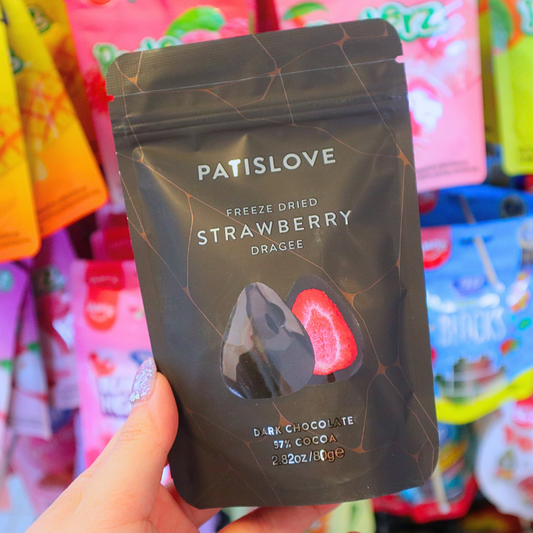 PATISLOVE
FREEZE DRIED
STRAWBERRY
DRAGEE
DARK CHOCOLATE
57% COCOA
2.82oz/80g℮